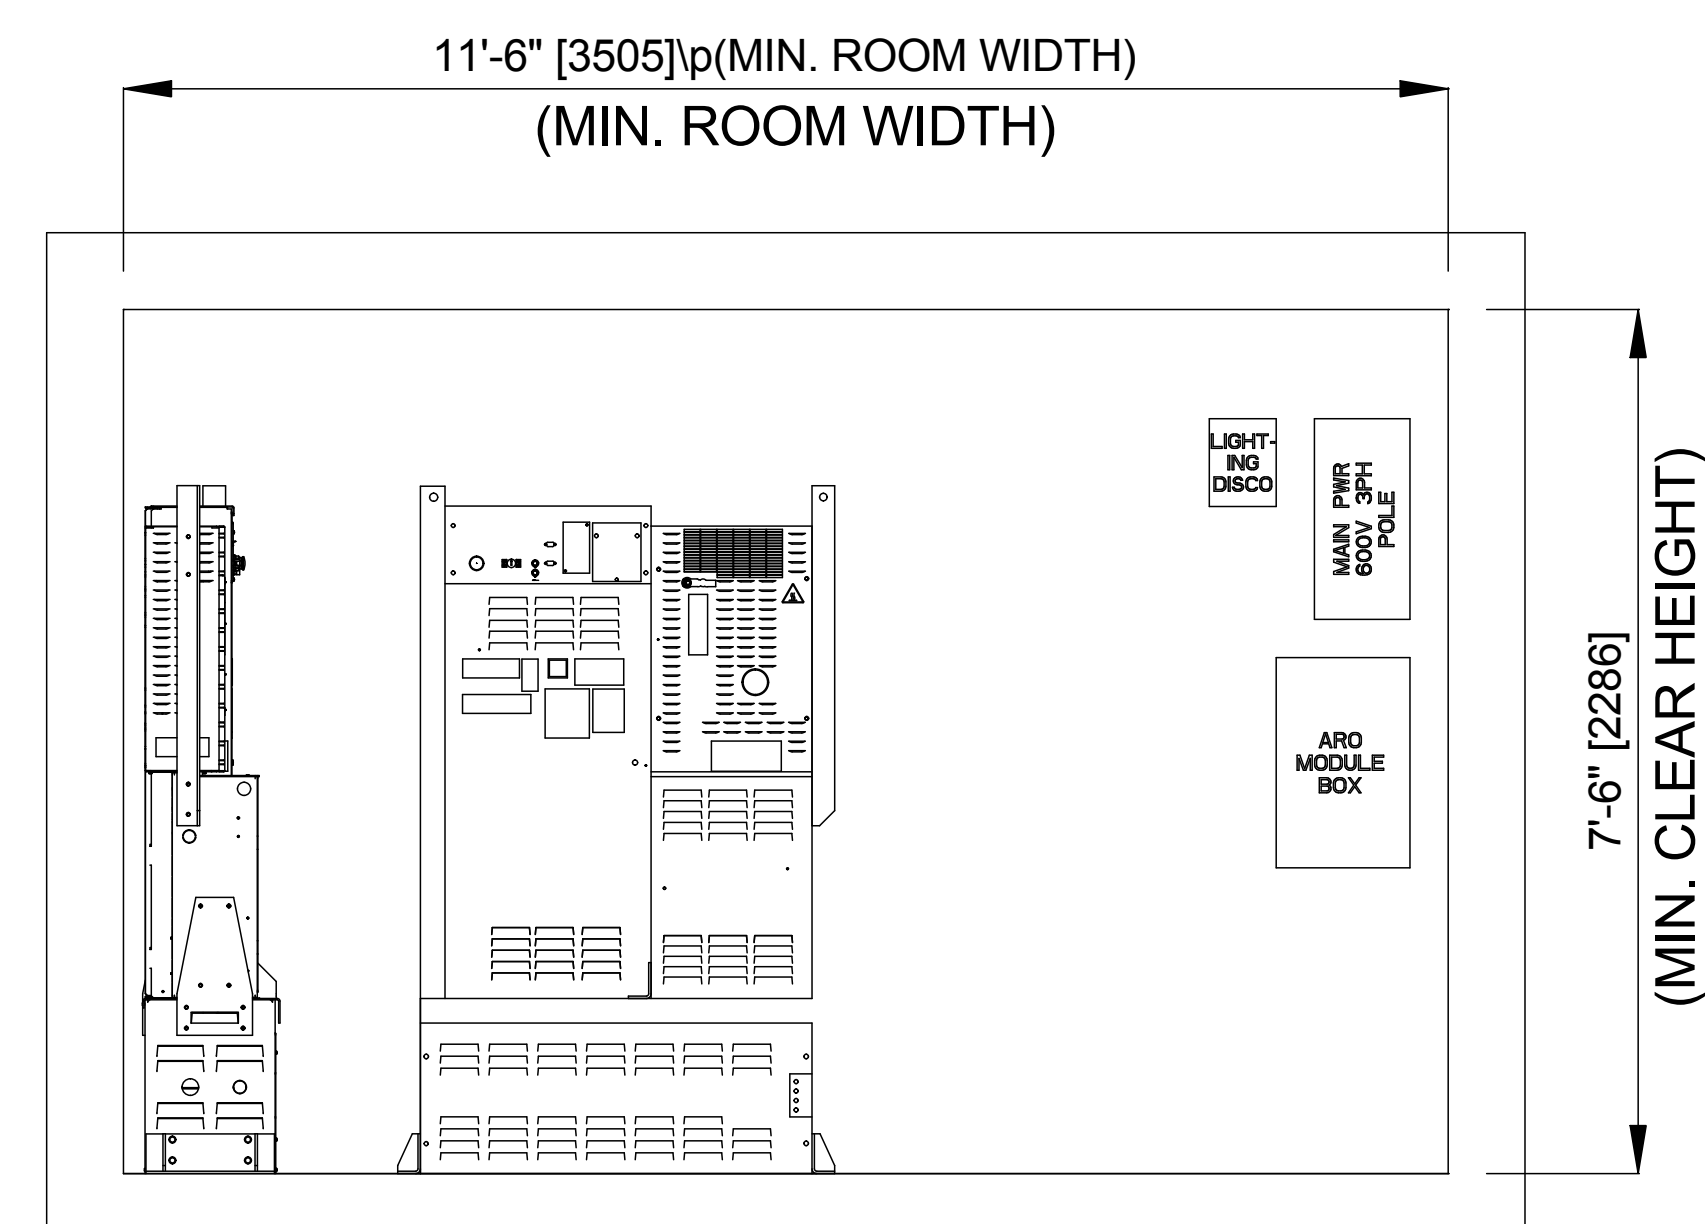 11'-6" [3505]\p(MIN. ROOM WIDTH)
(MIN. ROOM WIDTH)
LIGHT-
ING
DISCO
MAIN PWR
600V 3PH
POLE
ARO
MODULE
BOX
7'-6" [2286]
(MIN. CLEAR HEIGHT)